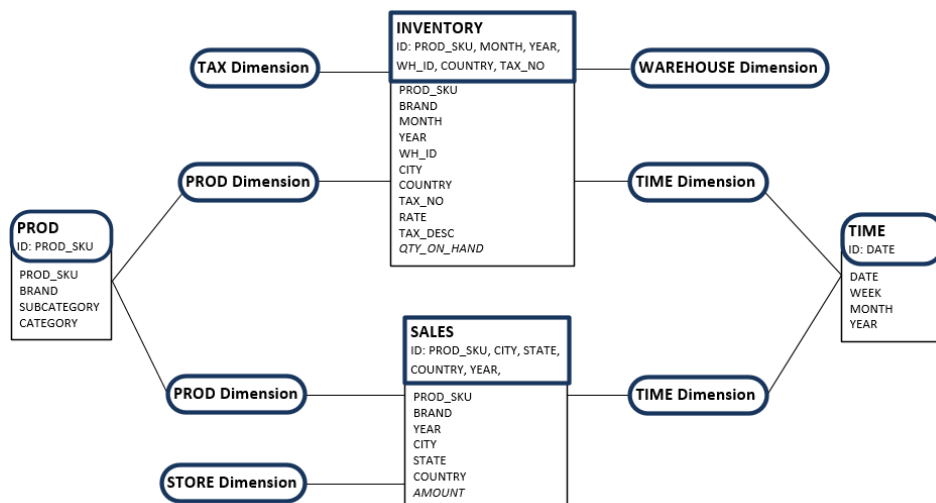 INVENTORY
ID: PROD_SKU, MONTH, YEAR,
WH_ID, COUNTRY, TAX_NO
TAX Dimension
WAREHOUSE Dimension
PROD_SKU
BRAND
MONTH
YEAR
WH_ID
CITY
COUNTRY
TAX_NO
RATE
TAX_DESC
QTY_ON_HAND
PROD Dimension
TIME Dimension
PROD
ID: PROD_SKU
PROD_SKU
BRAND
SUBCATEGORY
CATEGORY
TIME
ID: DATE
DATE
WEEK
MONTH
YEAR
SALES
ID: PROD_SKU, CITY, STATE,
COUNTRY, YEAR,
PROD Dimension
TIME Dimension
PROD_SKU
BRAND
YEAR
CITY
STATE
COUNTRY
AMOUNT
STORE Dimension